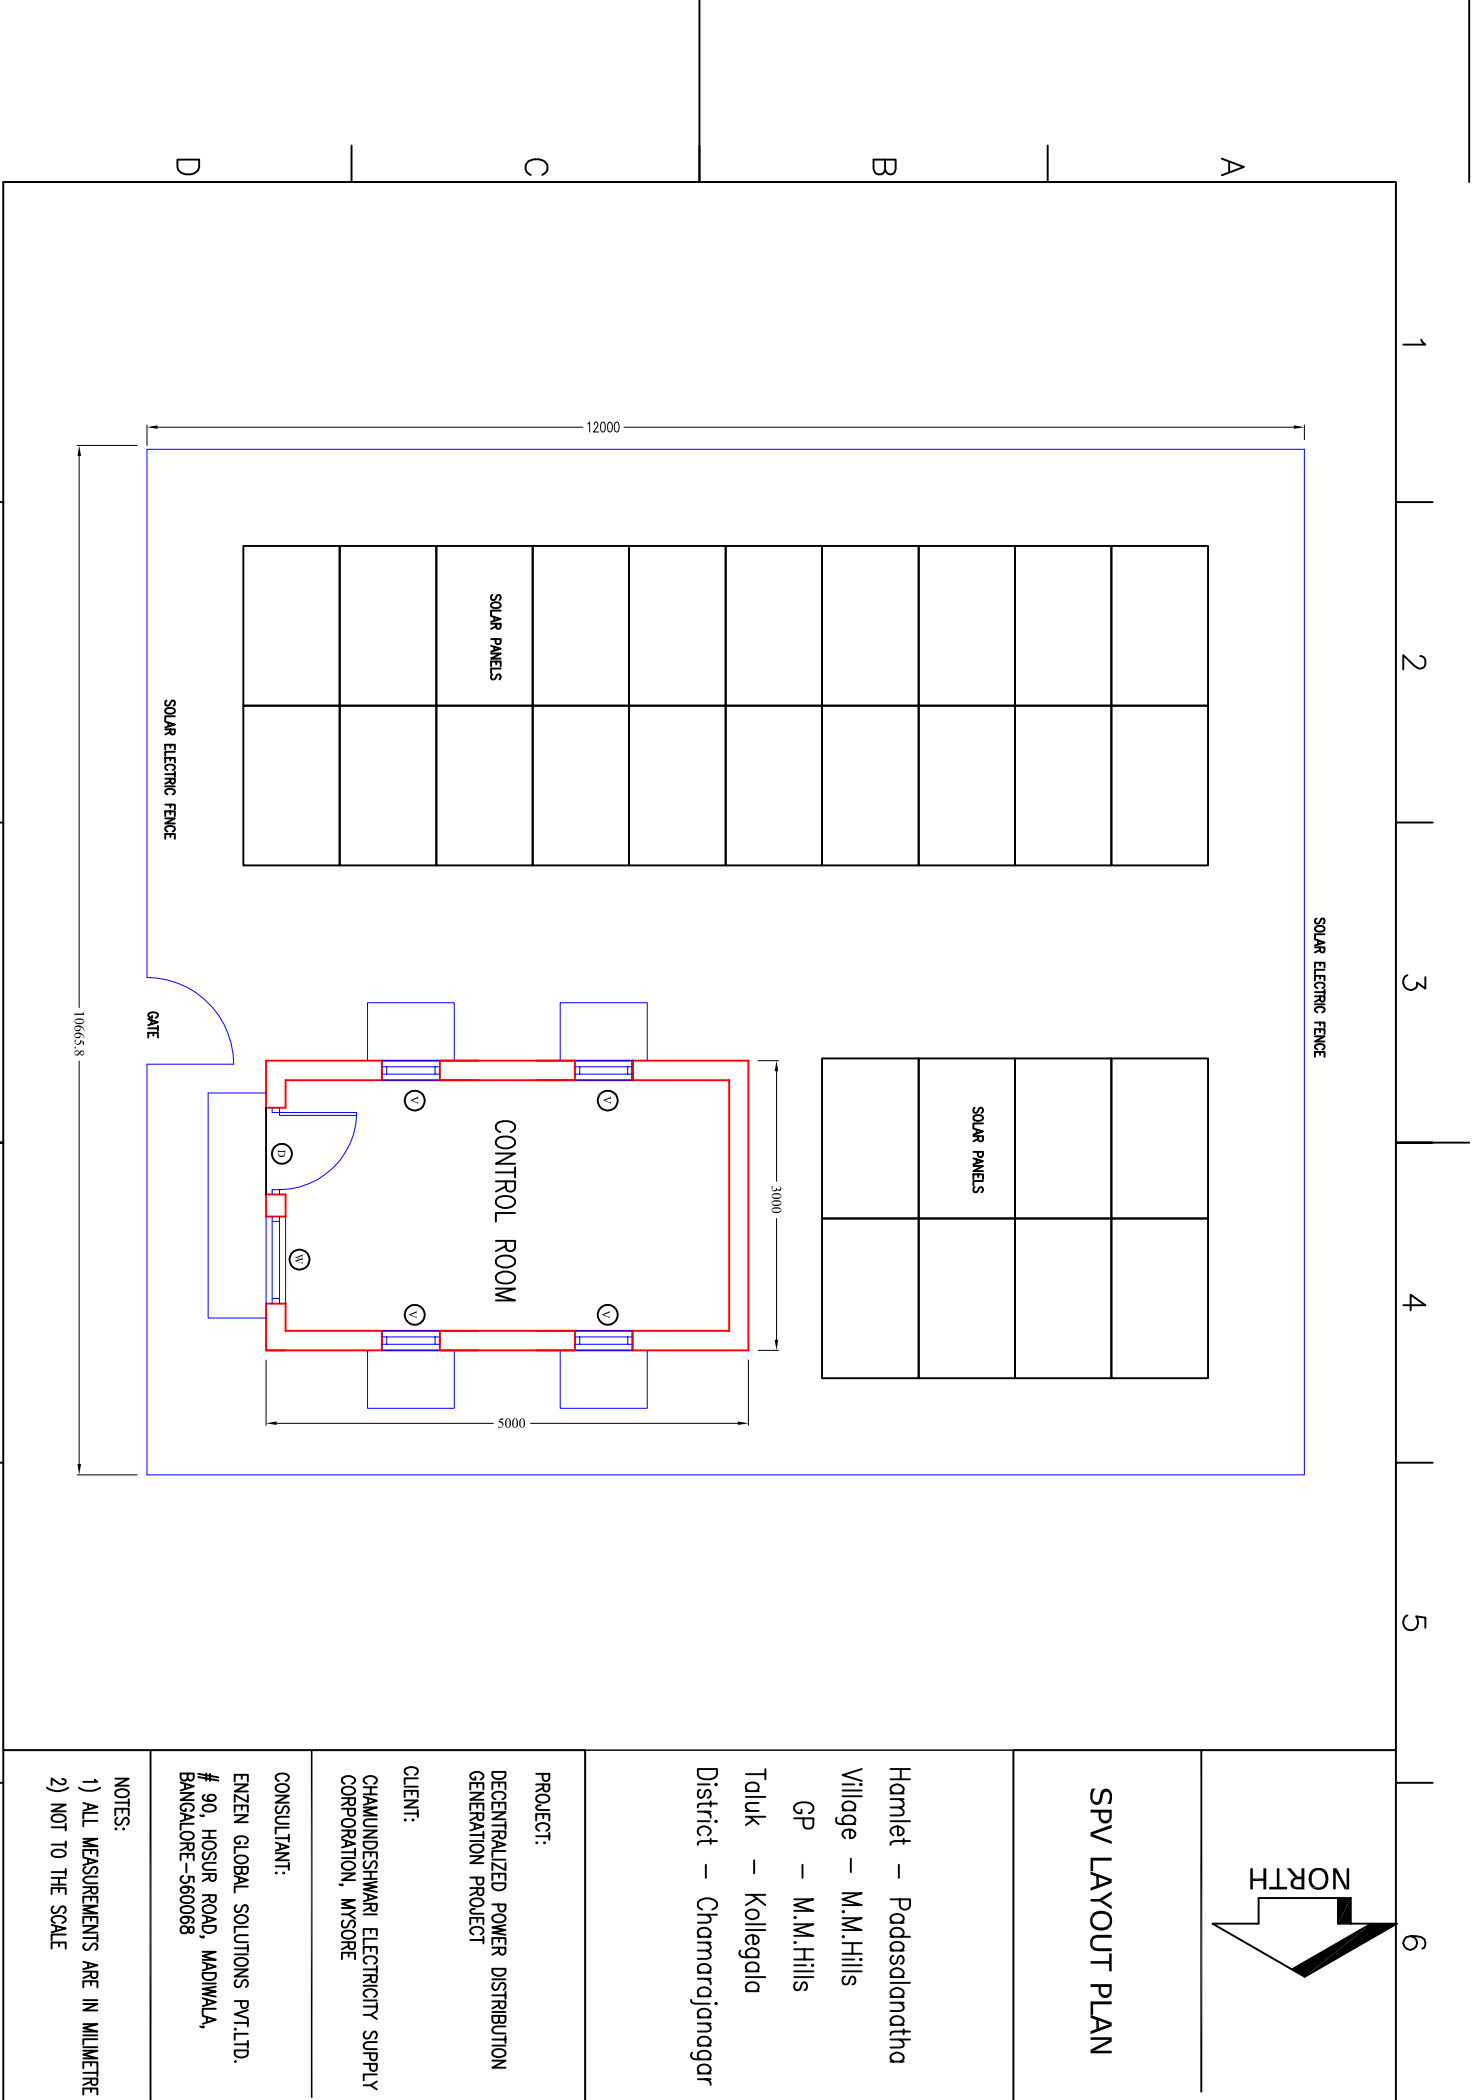 1
2
3
4
5
6
A
B
C
D
SOLAR ELECTRIC FENCE
12000
SOLAR PANELS
SOLAR PANELS
3000
CONTROL ROOM
V
V
V
V
D
W
5000
SOLAR ELECTRIC FENCE
GATE
10665.8
NORTH
SPV LAYOUT PLAN
Hamlet - Padasalanatha
Village - M.M.Hills
GP - M.M.Hills
Taluk - Kollegala
District - Chamarajanagar
PROJECT:
DECENTRALIZED POWER DISTRIBUTION
GENERATION PROJECT
CLIENT:
CHAMUNDESHWARI ELECTRICITY SUPPLY
CORPORATION, MYSORE
CONSULTANT:
ENZEN GLOBAL SOLUTIONS PVT.LTD.
# 90, HOSUR ROAD, MADIWALA,
BANGALORE-560068
NOTES:
1) ALL MEASUREMENTS ARE IN MILIMETRE
2) NOT TO THE SCALE